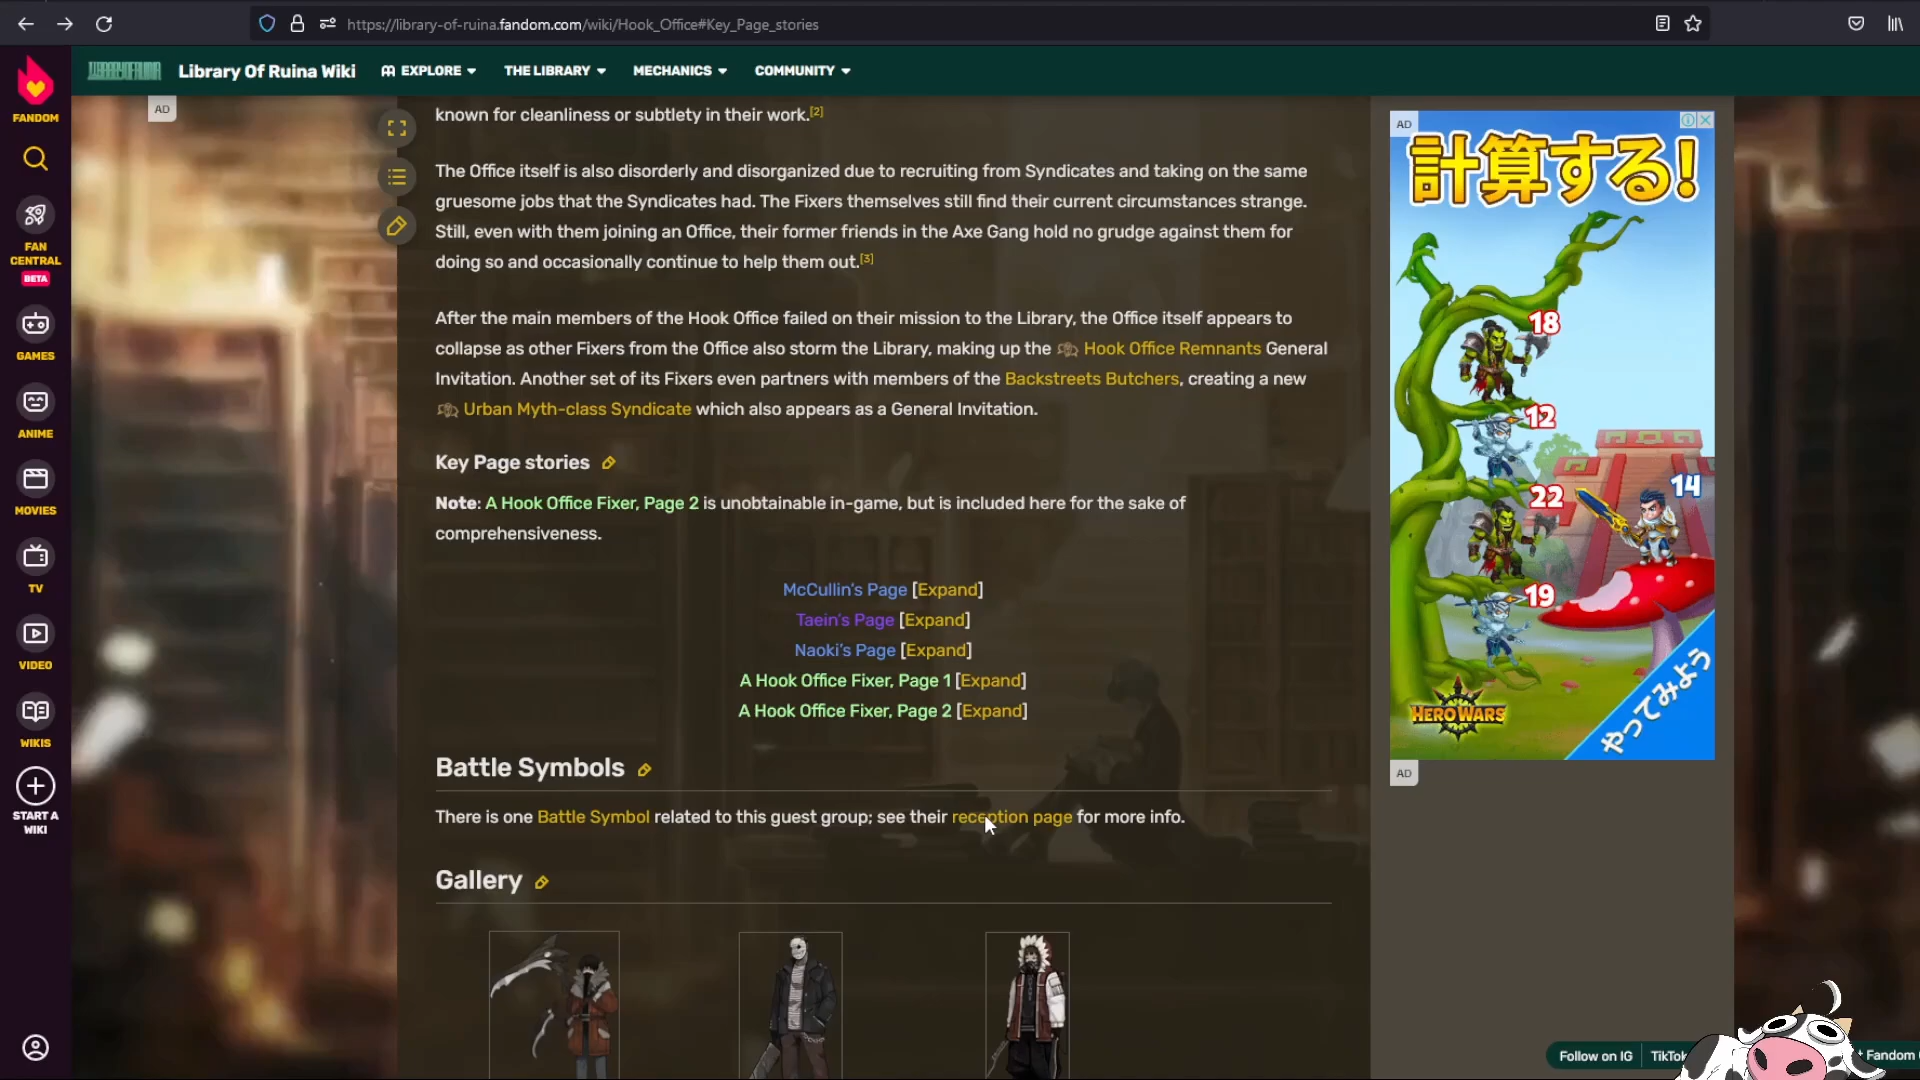 https://library-of-ruina.fandom.com/wiki/Hook_Office#Key_Page_stories
Library Of Ruina Wiki
EXPLORE
THE LIBRARY
MECHANICS
COMMUNITY
FANDOM
FAN CENTRAL
BETA
GAMES
ANIME
MOVIES
TV
VIDEO
WIKIS
START A WIKI
AD
known for cleanliness or subtlety in their work.[2]
The Office itself is also disorderly and disorganized due to recruiting from Syndicates and taking on the same
gruesome jobs that the Syndicates had. The Fixers themselves still find their current circumstances strange.
Still, even with them joining an Office, their former friends in the Axe Gang hold no grudge against them for
doing so and occasionally continue to help them out.[3]
After the main members of the Hook Office failed on their mission to the Library, the Office itself appears to
collapse as other Fixers from the Office also storm the Library, making up the Hook Office Remnants General
Invitation. Another set of its Fixers even partners with members of the Backstreets Butchers, creating a new
Urban Myth-class Syndicate which also appears as a General Invitation.
Key Page stories
Note: A Hook Office Fixer, Page 2 is unobtainable in-game, but is included here for the sake of
comprehensiveness.
McCullin's Page [Expand]
Taein's Page [Expand]
Naoki's Page [Expand]
A Hook Office Fixer, Page 1 [Expand]
A Hook Office Fixer, Page 2 [Expand]
Battle Symbols
There is one Battle Symbol related to this guest group; see their reception page for more info.
Gallery
AD
計算する!
18
12
22
14
19
HERO WARS
やってみよう
AD
Follow on IG
TikTok
Fandom